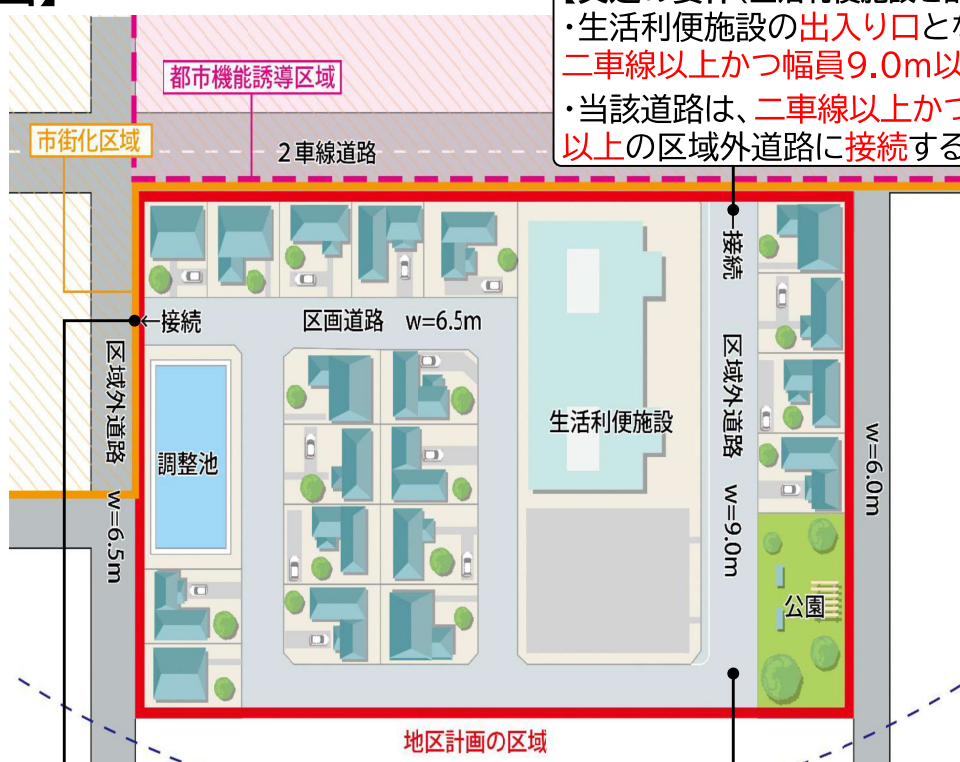 図】
・生活利便施設の出入り口とな
二車線以上かつ幅員9.0m以
・当該道路は、二車線以上かつ
以上の区域外道路に接続する
都市機能誘導区域
市街化区域
2車線道路
←接続
←接続
区画道路 w=6.5m
区域外道路 w=6.5m
調整池
生活利便施設
区域外道路 w=9.0m
w=6.0m
公園
地区計画の区域